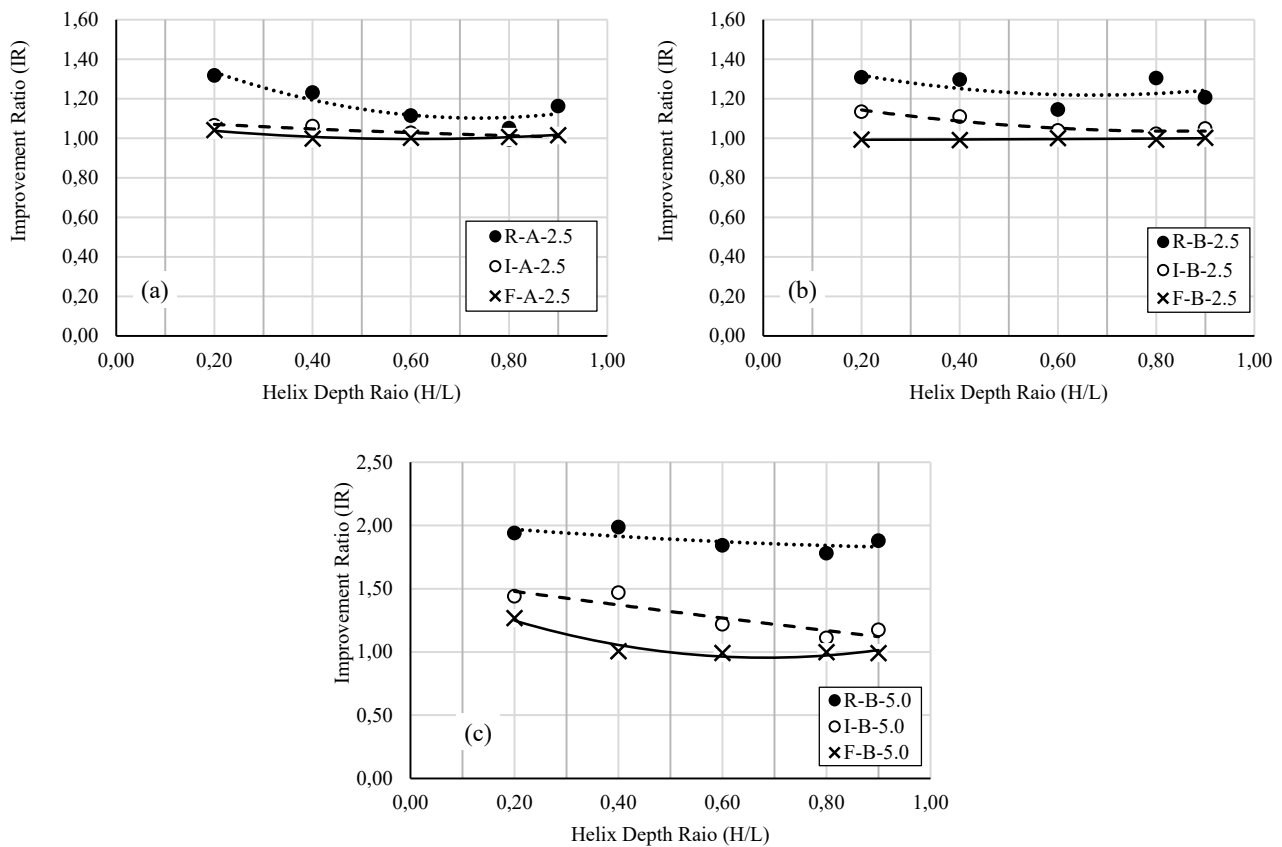 Improvement Ratio (IR)
1,60
1,40
1,20
1,00
0,80
0,60
0,40
0,20
0,00
R-A-2.5
I-A-2.5
F-A-2.5
(a)
0,00 0,20 0,40 0,60 0,80 1,00
Helix Depth Raio (H/L)
Improvement Ratio (IR)
1,60
1,40
1,20
1,00
0,80
0,60
0,40
0,20
0,00
R-B-2.5
I-B-2.5
F-B-2.5
(b)
0,00 0,20 0,40 0,60 0,80 1,00
Helix Depth Raio (H/L)
Improvement Ratio (IR)
2,50
2,00
1,50
1,00
0,50
0,00
R-B-5.0
I-B-5.0
F-B-5.0
(c)
0,00 0,20 0,40 0,60 0,80 1,00
Helix Depth Raio (H/L)